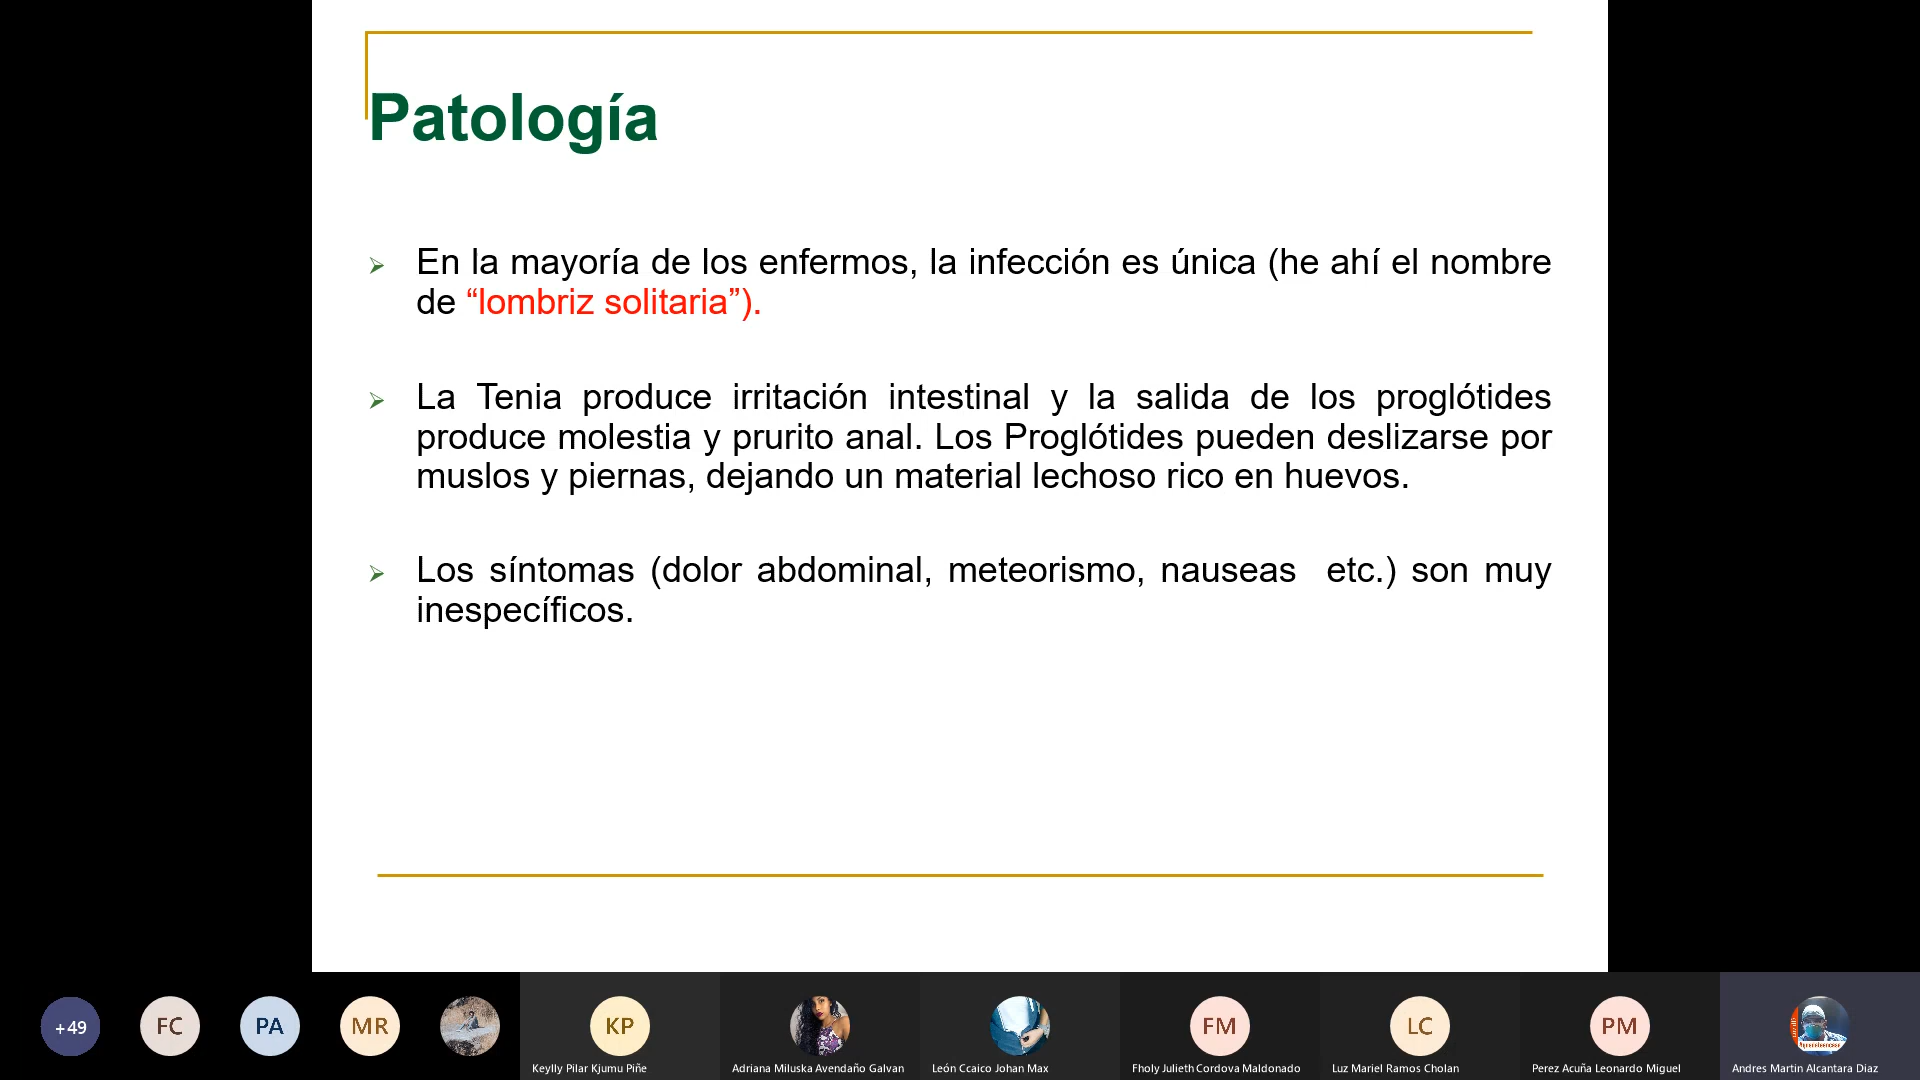 Patología
En la mayoría de los enfermos, la infección es única (he ahí el nombre
de “lombriz solitaria”).
La Tenia produce irritación intestinal y la salida de los proglótides
produce molestia y prurito anal. Los Proglótides pueden deslizarse por
muslos y piernas, dejando un material lechoso rico en huevos.
Los síntomas (dolor abdominal, meteorismo, nauseas etc.) son muy
inespecíficos.
+49
FC
PA
MR
KP
FM
LC
PM
Keylly Pilar Kjumu Piñe
Adriana Miluska Avendaño Galvan
León Ccaico Johan Max
Fholy Julieth Cordova Maldonado
Luz Mariel Ramos Cholan
Perez Acuña Leonardo Miguel
Andres Martin Alcantara Diaz